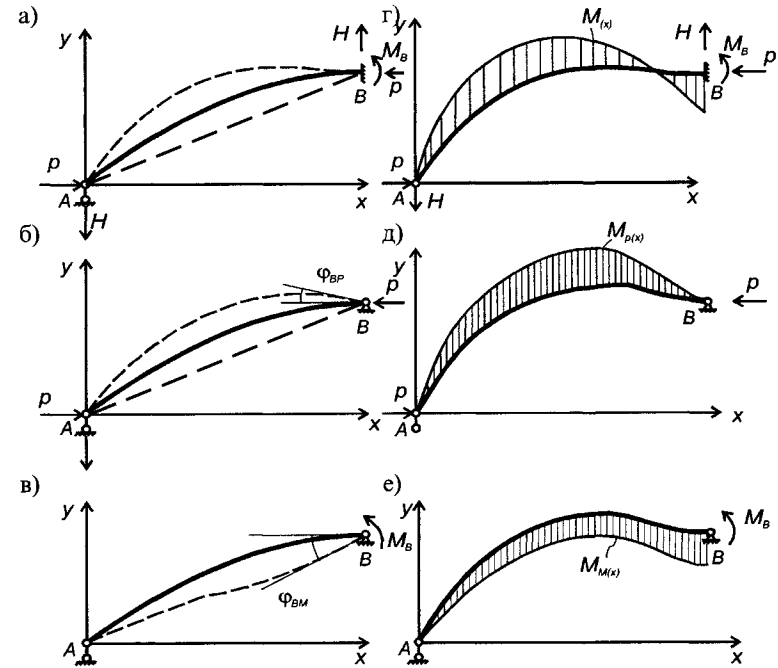 а)
y
H
M_B
B
p
p
A
H
x
г)
y
M_(x)
H
M_B
B
p
p
A
H
x
б)
y
φ_BP
p
B
p
A
x
д)
y
M_p(x)
p
B
p
A
x
в)
y
M_B
B
φ_BM
A
x
е)
y
M_B
B
M_M(x)
A
x